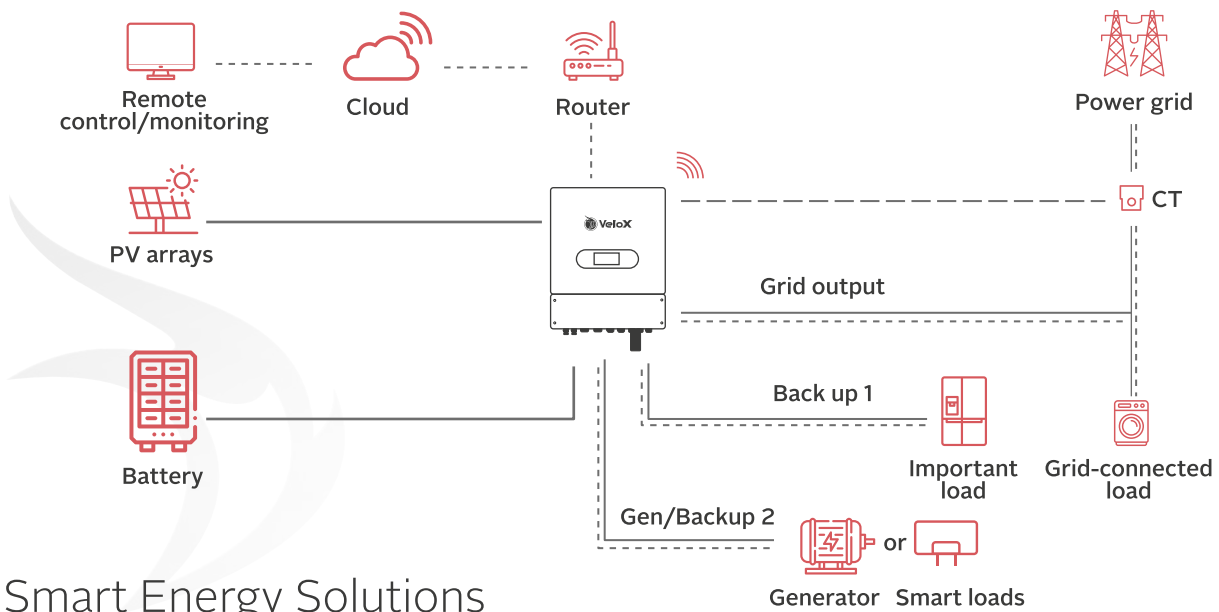 Remote
control/monitoring
Cloud
Router
Power grid
CT
PV arrays
VeloX
Grid output
Back up 1
Battery
Important
load
Grid-connected
load
Gen/Backup 2
or
Generator
Smart loads
Smart Energy Solutions